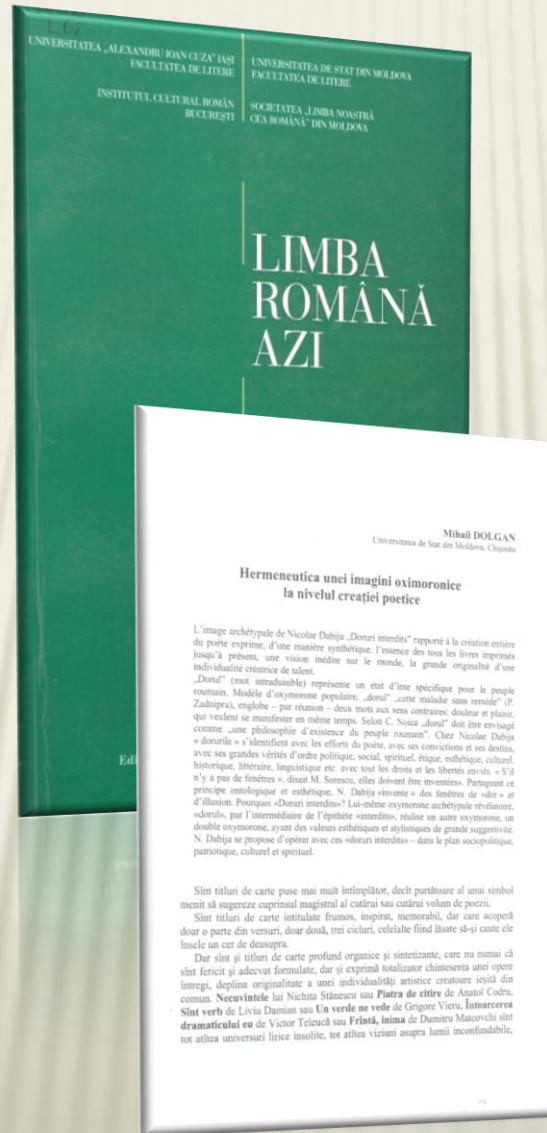 UNIVERSITATEA „ALEXANDRU IOAN CUZA” IAȘI
FACULTATEA DE LITERE
INSTITUTUL CULTURAL ROMÂN
BUCUREȘTI
UNIVERSITATEA DE STAT DIN MOLDOVA
FACULTATEA DE LITERE
SOCIETATEA „LIMBA NOASTRĂ
CEA ROMÂNĂ” DIN MOLDOVA
LIMBA
ROMÂNĂ
AZI
Mihail DOLGAN
Universitatea de Stat din Moldova, Chișinău
Hermeneutica unei imagini oximoronice
la nivelul creației poetice
L’image archétypale de Nicolae Dabija „Doruri interdits” rapporté à la création entière
du poète exprime, d’une manière synthétique, l’essence des tous les livres imprimés
jusqu’à présent, une vision inédite sur le monde, la grande originalité d’une
individualité créatrice de talent.
„Dorul” (mot intraduisible) représente un état d’âme spécifique pour le peuple
roumain. Modèle d’oxymorone populaire, „dorul” „cette maladie sans remède” (P.
Zadnipru), englobe – par réunion – deux mots aux sens contraires: douleur et plaisir,
qui veulent se manifester en même temps. Selon C. Noica „dorul” doit être envisagé
comme „une philosophie d’existence du peuple roumain”. Chez Nicolae Dabija
« dorurile » s’identifient avec les efforts du poète, avec ses convictions et ses destins,
avec ses grandes vérités d’ordre politique, social, spirituel, étique, esthétique, culturel,
historique, littéraire, linguistique etc. avec tout les droits et les libertés enviés. « S’il
n’y a pas de fenêtres », disait M. Sorescu, elles doivent être inventées». Partageant ce
principe ontologique et esthétique, N. Dabija «invente » des fenêtres de «dor» et
d’illusion. Pourquoi «Doruri interdits»? Lui-même oxymorone archétypale révélatoire,
«dorul», par l’intermédiaire de l’épithète «interdits», réalise un autre oxymorone, un
double oxymorone, ayant des valeurs esthétiques et stylistiques de grande suggestivité.
N. Dabija se propose d’opérer avec ces «doruri interdits» – dans le plan sociopolitique,
patriotique, culturel et spirituel.
Sînt titluri de carte puse mai mult întîmplător, decît purtătoare al unui simbol
menit să sugereze cuprinsul magistral al cutărui sau cutărui volum de poezii.
Sînt titluri de carte intitulate frumos, inspirat, memorabil, dar care acoperă
doar o parte din versuri, doar două, trei cicluri, celelalte fiind lăsate să-și caute ele
însele un cer de deasupra.
Dar sînt și titluri de carte profund organice și sintetizante, care nu numai că
sînt fericit și adecvat formulate, dar și exprimă totalizator chintesența unei opere
întregi, deplina originalitate a unei individualități artistice creatoare ieșită din
comun. Necuvintele lui Nichita Stănescu sau Piatra de citire de Anatol Codru,
Sînt verb de Liviu Damian sau Un verde ne vede de Grigore Vieru, Întoarcerea
dramaticului eu de Victor Teleucă sau Frîntă, inima de Dumitru Matcovchi sînt
tot atîtea universuri lirice insolite, tot atîtea viziuni asupra lumii inconfundabile,